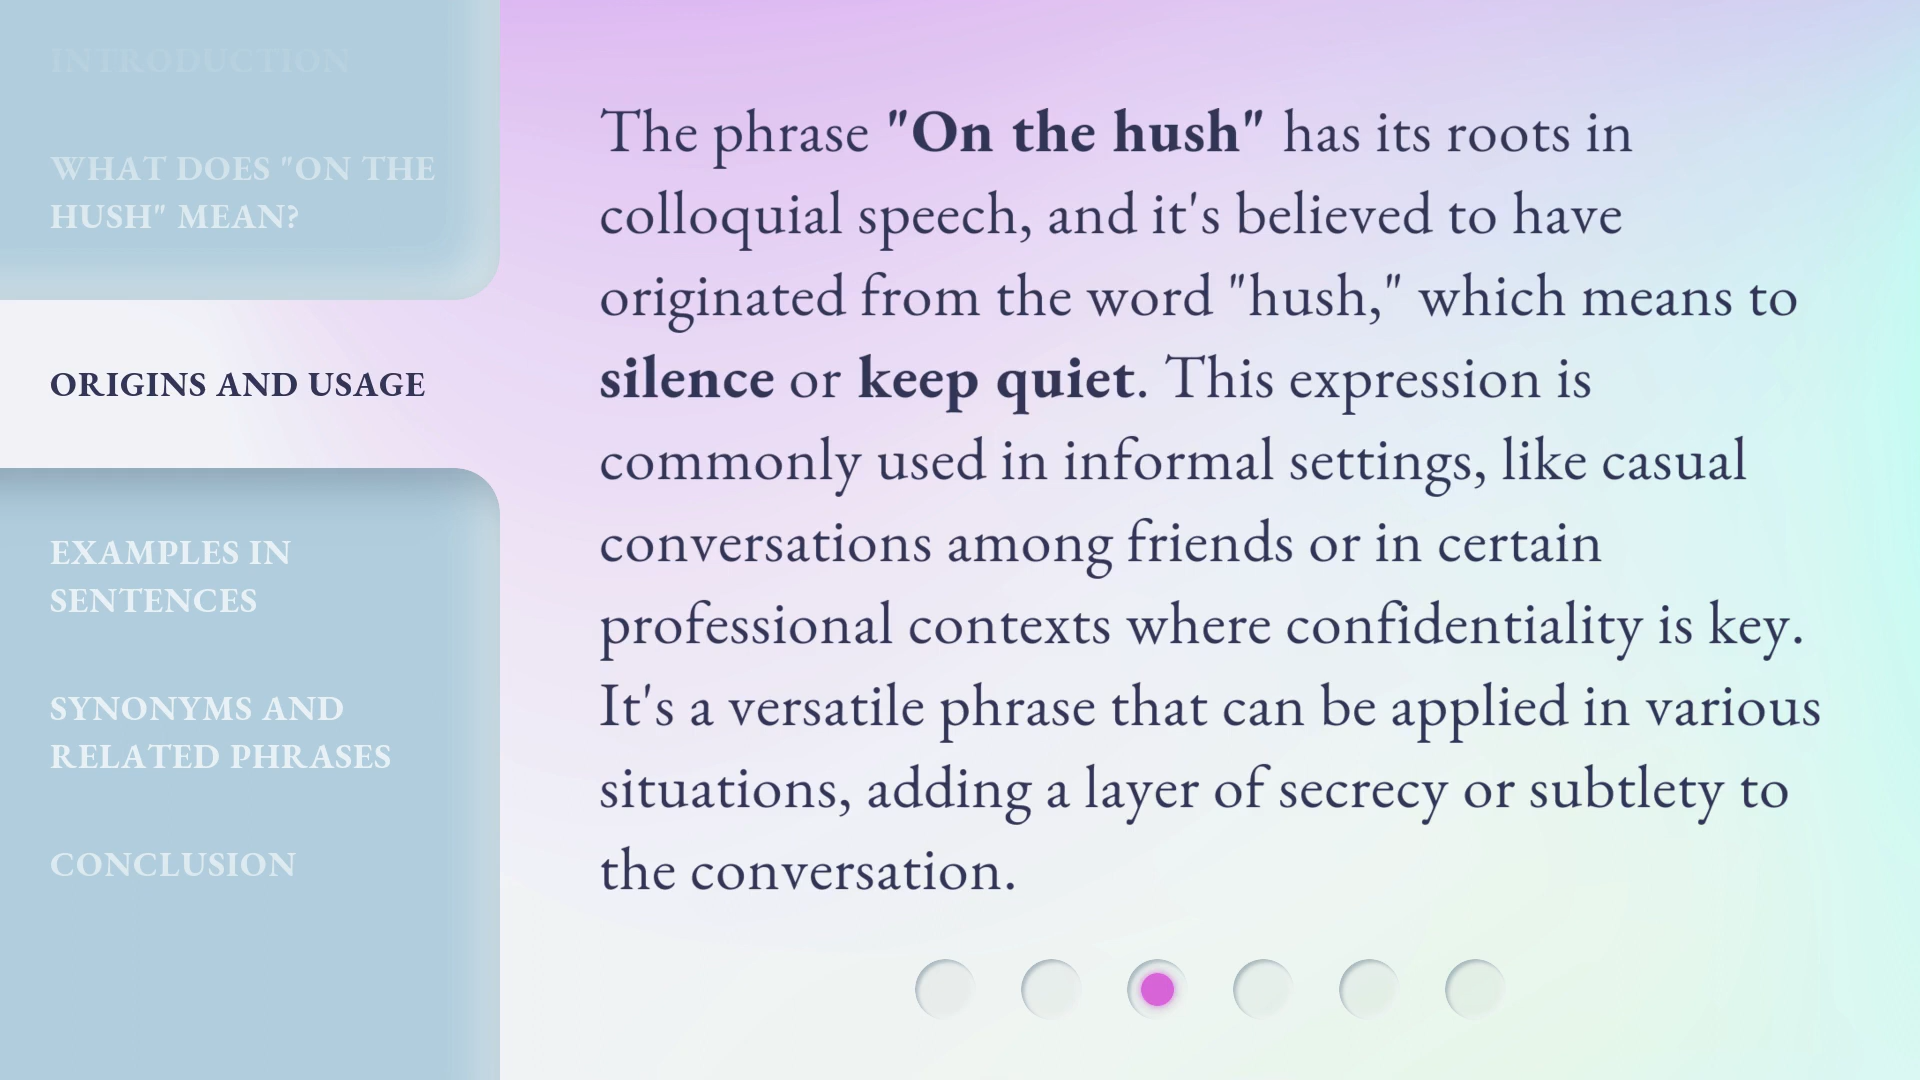 INTRODUCTION
WHAT DOES "ON THE
HUSH" MEAN?
ORIGINS AND USAGE
EXAMPLES IN
SENTENCES
SYNONYMS AND
RELATED PHRASES
CONCLUSION
The phrase "On the hush" has its roots in
colloquial speech, and it's believed to have
originated from the word "hush," which means to
silence or keep quiet. This expression is
commonly used in informal settings, like casual
conversations among friends or in certain
professional contexts where confidentiality is key.
It's a versatile phrase that can be applied in various
situations, adding a layer of secrecy or subtlety to
the conversation.